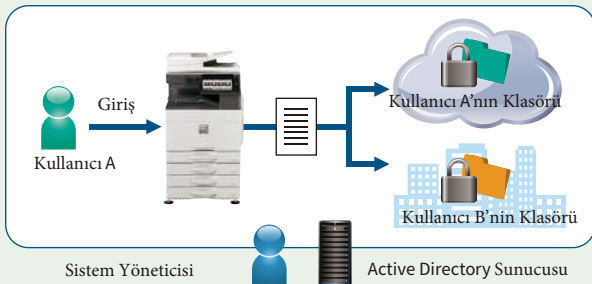 Giriş
Kullanıcı A
Kullanıcı A'nın Klasörü
Kullanıcı B'nin Klasörü
Sistem Yöneticisi
Active Directory Sunucusu